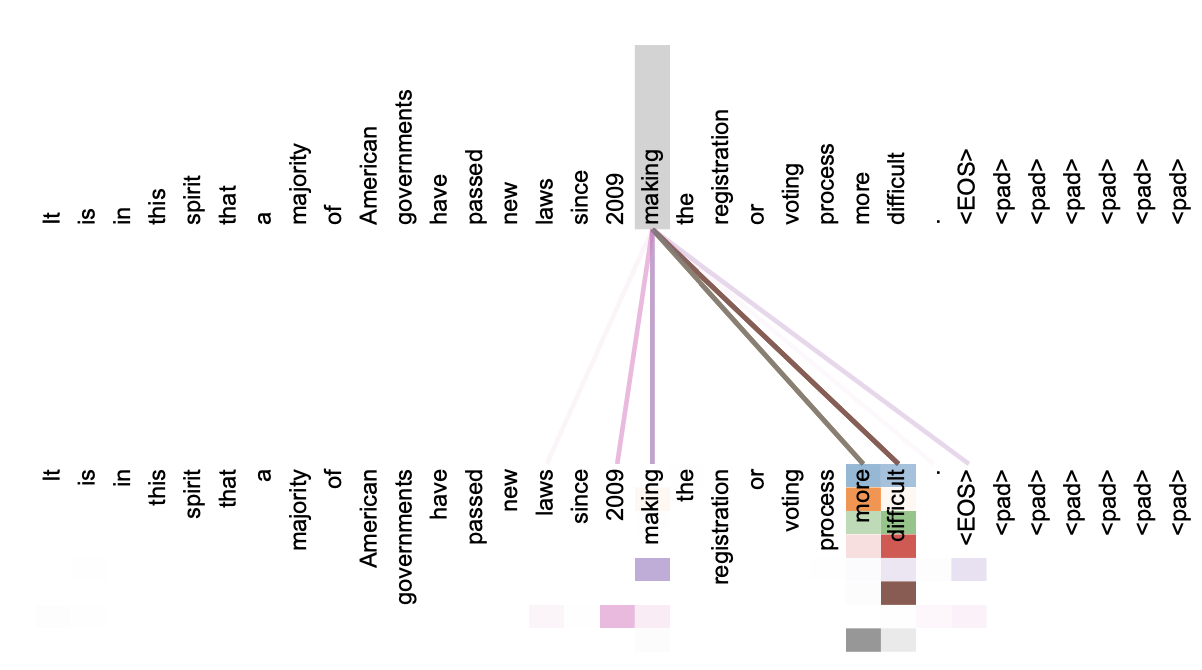 It is in this spirit that a majority of American governments have passed new laws since 2009 making the registration or voting process more difficult . <EOS> <pad> <pad> <pad> <pad> <pad> <pad>
It is in this spirit that a majority of American governments have passed new laws since 2009 making the registration or voting process more difficult . <EOS> <pad> <pad> <pad> <pad> <pad> <pad>